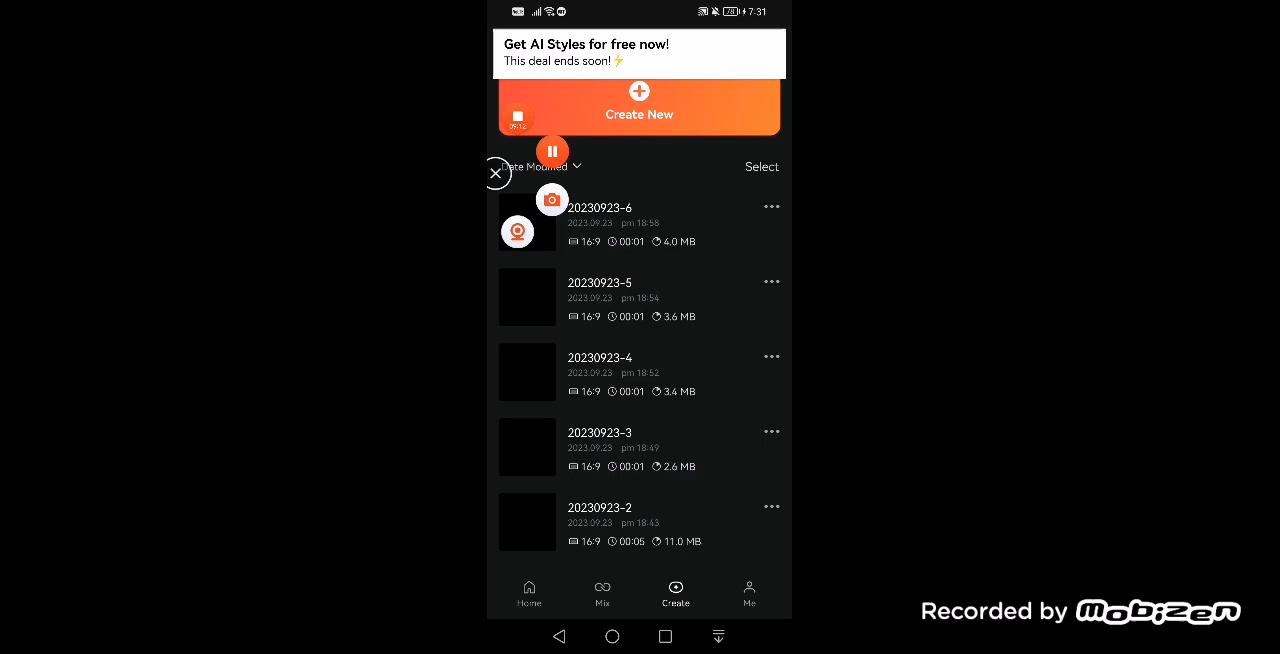 7:31
Get AI Styles for free now!
This deal ends soon!⚡
Create New
09:12
Date Modified
Select
20230923-6
2023.09.23 pm 18:58
16:9 00:01 4.0 MB
20230923-5
2023.09.23 pm 18:54
16:9 00:01 3.6 MB
20230923-4
2023.09.23 pm 18:52
16:9 00:01 3.4 MB
20230923-3
2023.09.23 pm 18:49
16:9 00:01 2.6 MB
20230923-2
2023.09.23 pm 18:43
16:9 00:05 11.0 MB
Home Mix Create Me
Recorded by mobizen